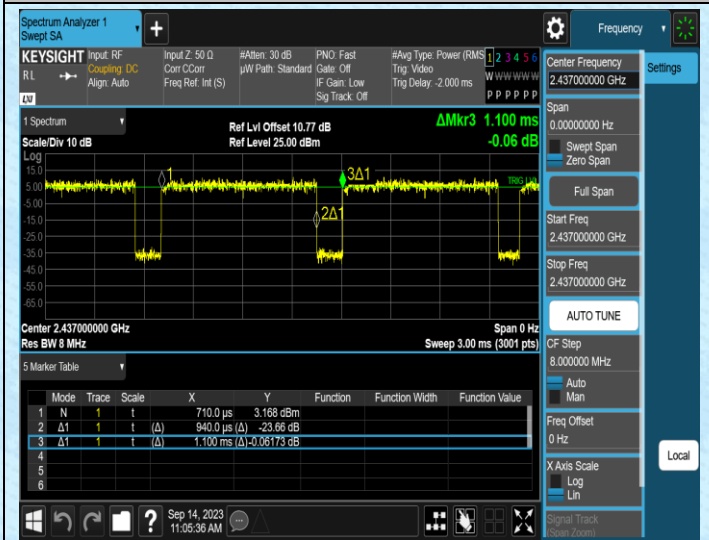 Spectrum Analyzer 1
Swept SA
Frequency
KEYSIGHT
RL
LXI
Input: RF
Coupling: DC
Align: Auto
Input Z: 50 Ω
Corr CCorr
Freq Ref: Int (S)
#Atten: 30 dB
µW Path: Standard
PNO: Fast
Gate: Off
IF Gain: Low
Sig Track: Off
#Avg Type: Power (RMS
Trig: Video
Trig Delay: -2.000 ms
1 2 3 4 5 6
W W W W W W
P P P P P P
1 Spectrum
Scale/Div 10 dB
Ref Lvl Offset 10.77 dB
Ref Level 25.00 dBm
ΔMkr3 1.100 ms
-0.06 dB
Log
15.0
5.00
-5.00
-15.0
-25.0
-35.0
-45.0
-55.0
-65.0
1
2Δ1
3Δ1
TRIG LVL
Center 2.437000000 GHz
Res BW 8 MHz
Span 0 Hz
Sweep 3.00 ms (3001 pts)
5 Marker Table
Mode Trace Scale X Y Function Function Width Function Value
1 N 1 t 710.0 µs 3.168 dBm
2 Δ1 1 t (Δ) 940.0 µs (Δ) -23.66 dB
3 Δ1 1 t (Δ) 1.100 ms (Δ) -0.06173 dB
4
5
6
Sep 14, 2023
11:05:36 AM
Center Frequency
2.437000000 GHz
Settings
Span
0.00000000 Hz
Swept Span
Zero Span
Full Span
Start Freq
2.437000000 GHz
Stop Freq
2.437000000 GHz
AUTO TUNE
CF Step
8.000000 MHz
Auto
Man
Freq Offset
0 Hz
Local
X Axis Scale
Log
Lin
Signal Track
(Span Zoom)